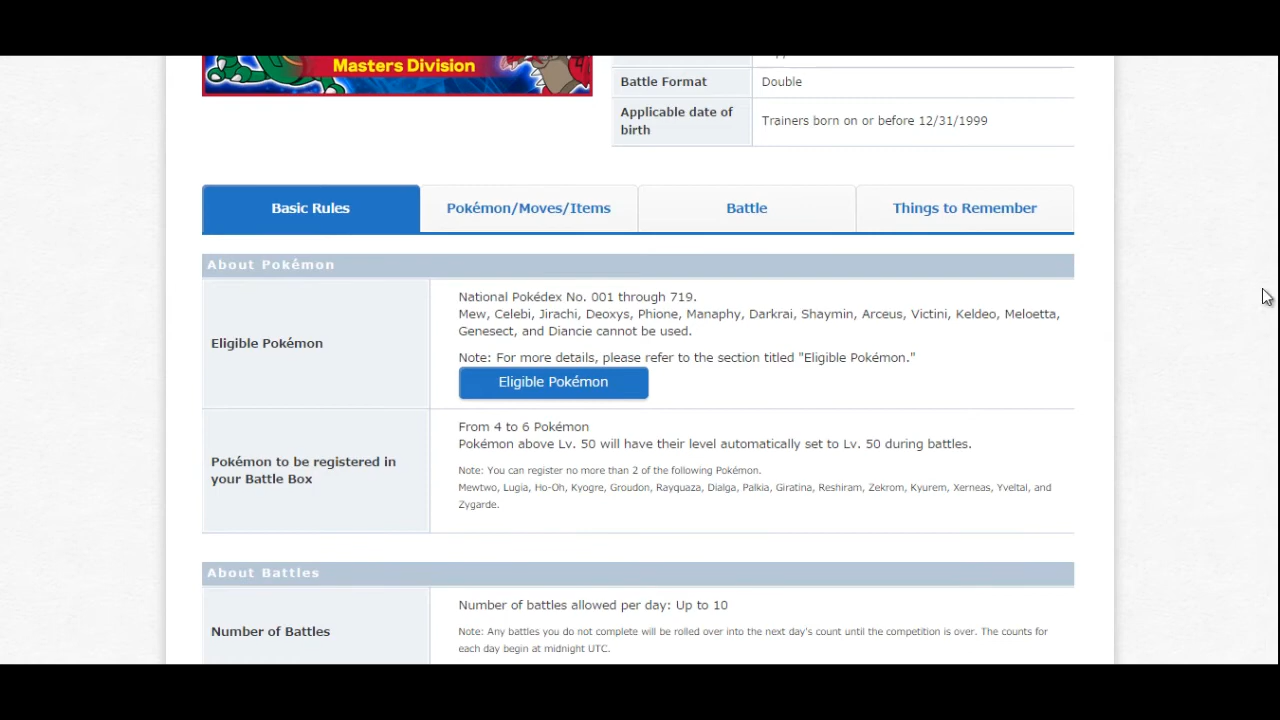 Masters Division
Battle Format Double
Applicable date of birth Trainers born on or before 12/31/1999
Basic Rules Pokémon/Moves/Items Battle Things to Remember
About Pokémon
Eligible Pokémon
National Pokédex No. 001 through 719.
Mew, Celebi, Jirachi, Deoxys, Phione, Manaphy, Darkrai, Shaymin, Arceus, Victini, Keldeo, Meloetta,
Genesect, and Diancie cannot be used.
Note: For more details, please refer to the section titled "Eligible Pokémon."
Eligible Pokémon
Pokémon to be registered in
your Battle Box
From 4 to 6 Pokémon
Pokémon above Lv. 50 will have their level automatically set to Lv. 50 during battles.
Note: You can register no more than 2 of the following Pokémon.
Mewtwo, Lugia, Ho-Oh, Kyogre, Groudon, Rayquaza, Dialga, Palkia, Giratina, Reshiram, Zekrom, Kyurem, Xerneas, Yveltal, and
Zygarde.
About Battles
Number of Battles
Number of battles allowed per day: Up to 10
Note: Any battles you do not complete will be rolled over into the next day's count until the competition is over. The counts for
each day begin at midnight UTC.